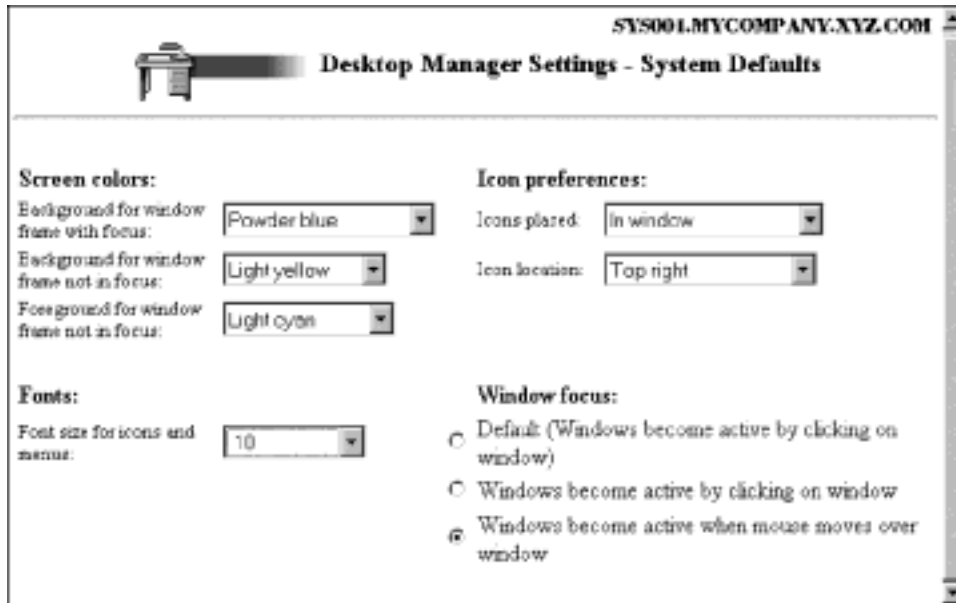 SYS001.MYCOMPANY.XYZ.COM
Desktop Manager Settings - System Defaults
Screen colors:
Background for window
frame with focus:
Powder blue
Background for window
frame not in focus:
Light yellow
Foreground for window
frame not in focus:
Light cyan
Icon preferences:
Icons placed:
In window
Icon location:
Top right
Fonts:
Font size for icons and
menus:
10
Window focus:
Default (Windows become active by clicking on
window)
Windows become active by clicking on window
Windows become active when mouse moves over
window